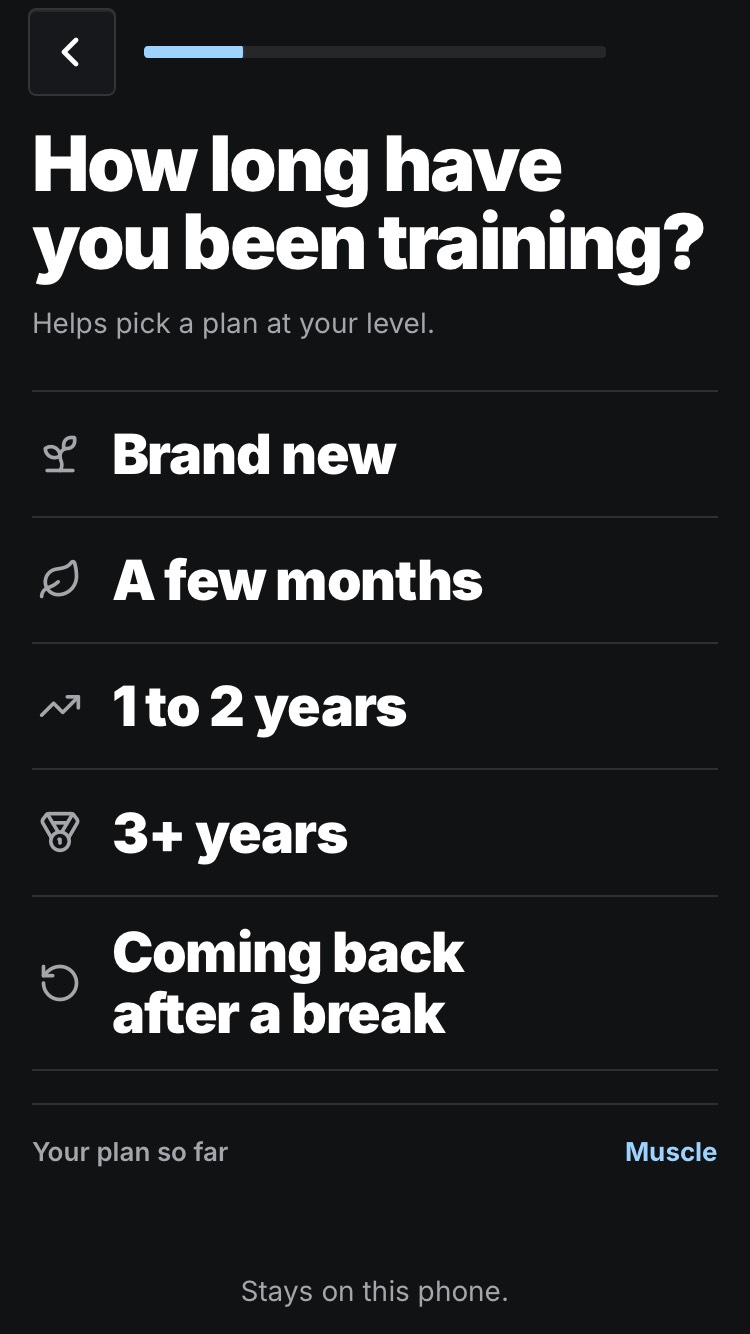 How long have
you been training?
Helps pick a plan at your level.
Brand new
A few months
1 to 2 years
3+ years
Coming back
after a break
Your plan so far
Muscle
Stays on this phone.